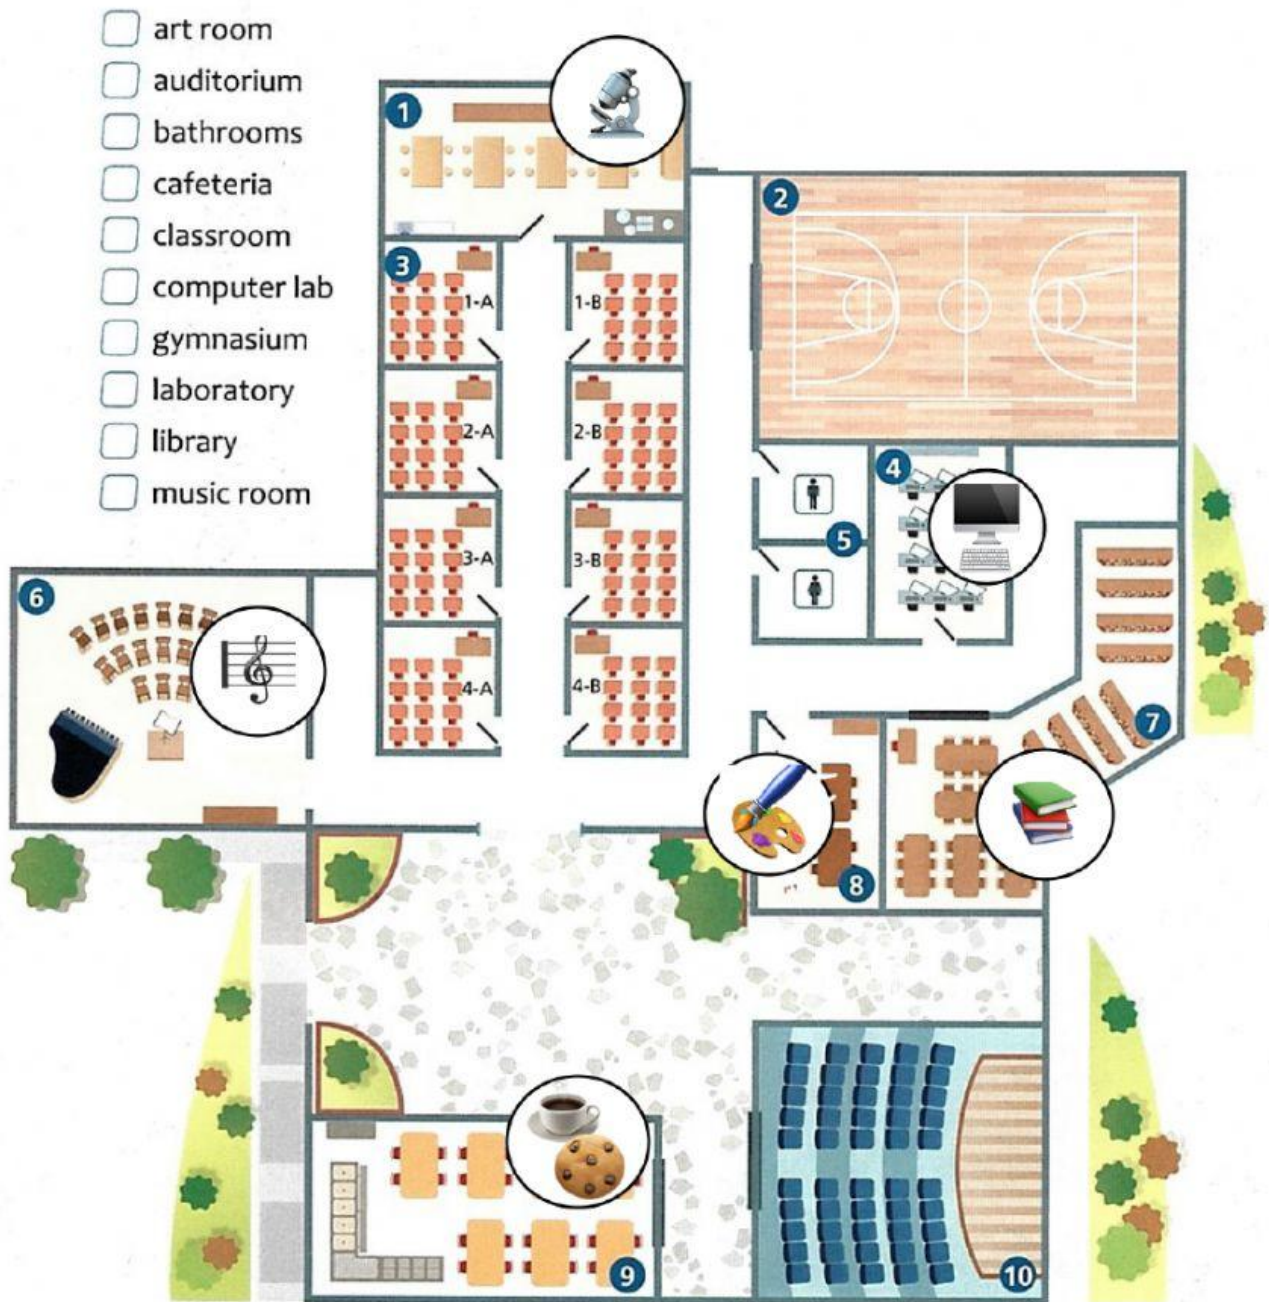 art room
auditorium
bathrooms
cafeteria
classroom
computer lab
gymnasium
laboratory
library
music room
1
2
3
1-A
1-B
2-A
2-B
4
5
3-A
3-B
6
4-A
4-B
7
8
9
10